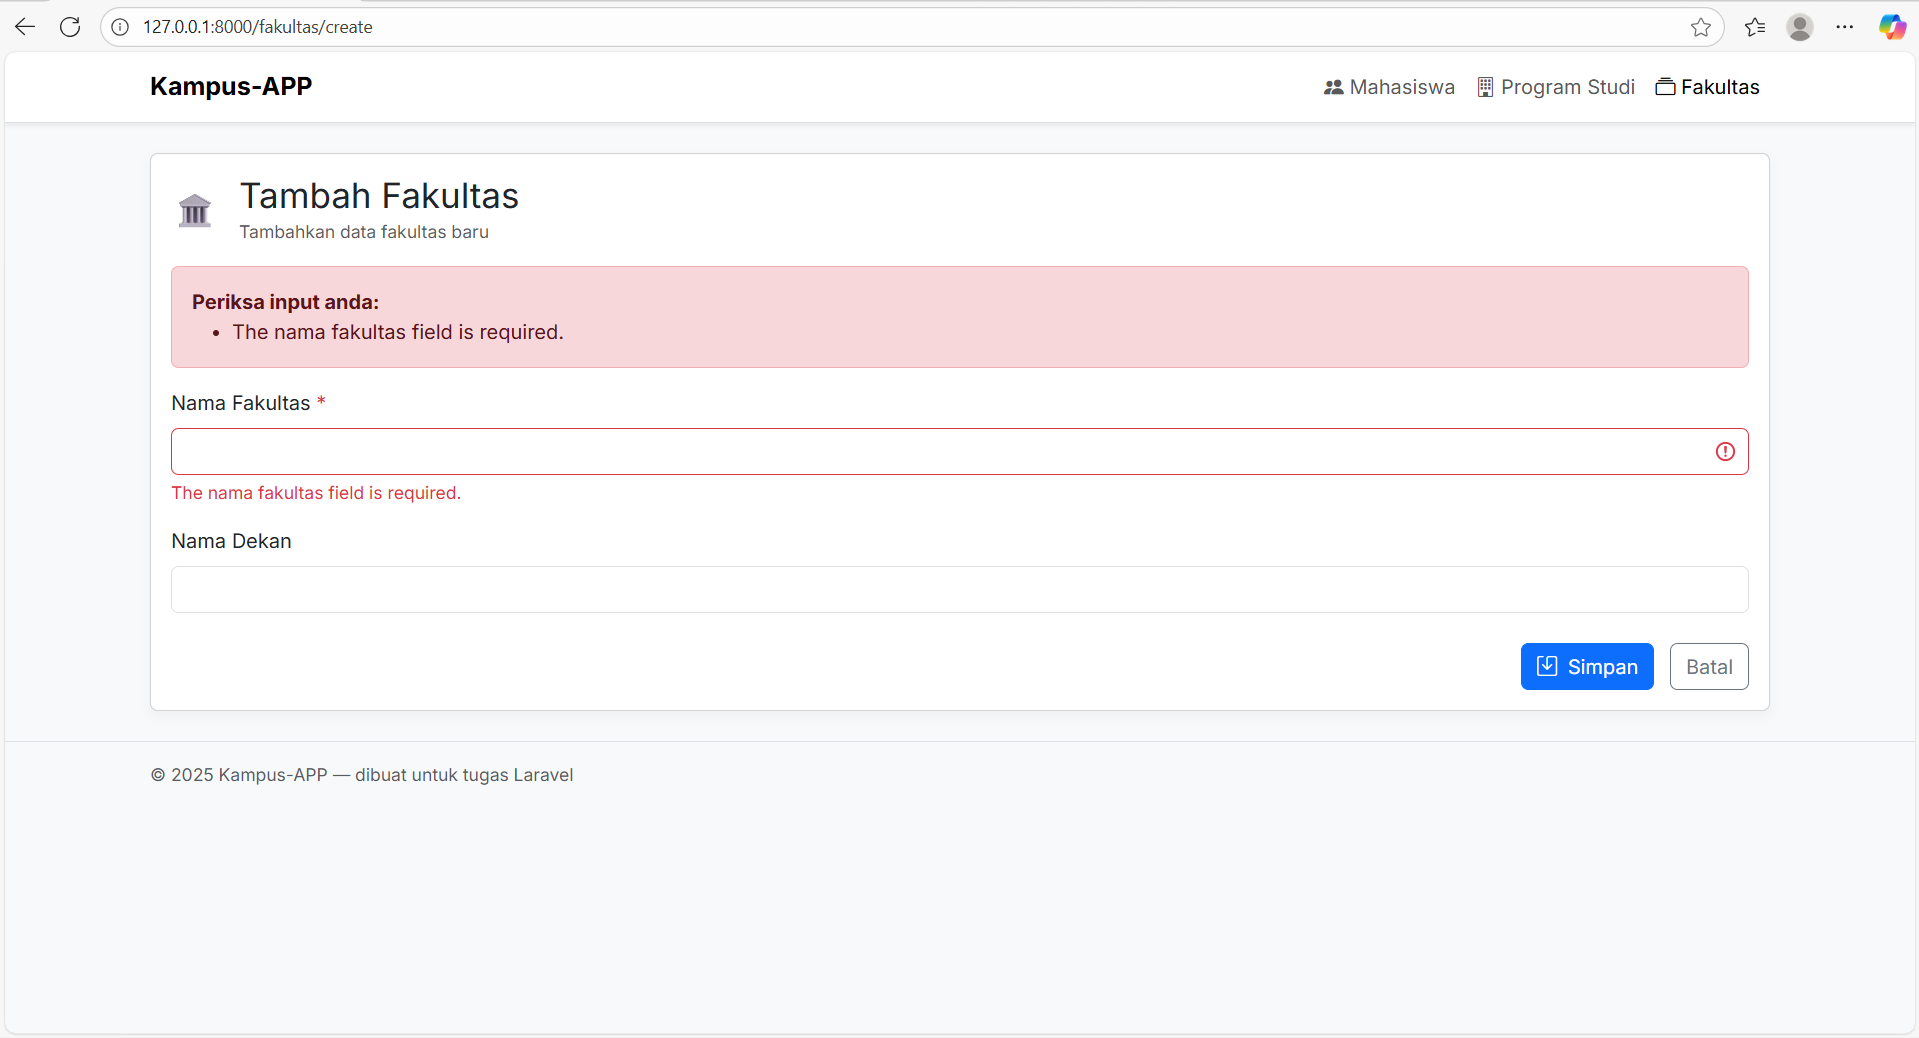 127.0.0.1:8000/fakultas/create
Kampus-APP
Mahasiswa
Program Studi
Fakultas
Tambah Fakultas
Tambahkan data fakultas baru
Periksa input anda:
• The nama fakultas field is required.
Nama Fakultas *
The nama fakultas field is required.
Nama Dekan
Simpan
Batal
© 2025 Kampus-APP — dibuat untuk tugas Laravel